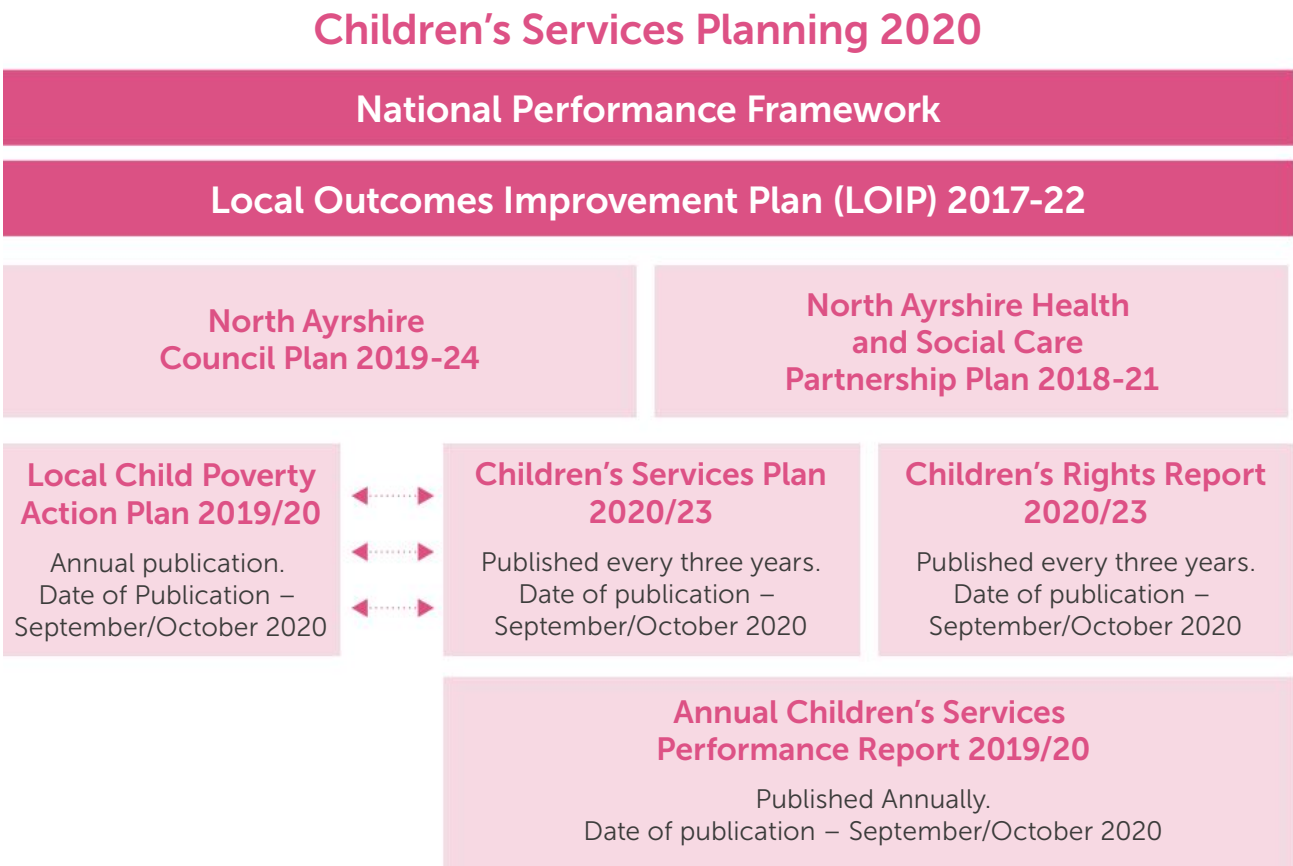 Children’s Services Planning 2020
National Performance Framework
Local Outcomes Improvement Plan (LOIP) 2017-22
North Ayrshire
Council Plan 2019-24
North Ayrshire Health
and Social Care
Partnership Plan 2018-21
Local Child Poverty
Action Plan 2019/20
Annual publication.
Date of Publication –
September/October 2020
Children’s Services Plan
2020/23
Published every three years.
Date of publication –
September/October 2020
Children’s Rights Report
2020/23
Published every three years.
Date of publication –
September/October 2020
Annual Children’s Services
Performance Report 2019/20
Published Annually.
Date of publication – September/October 2020